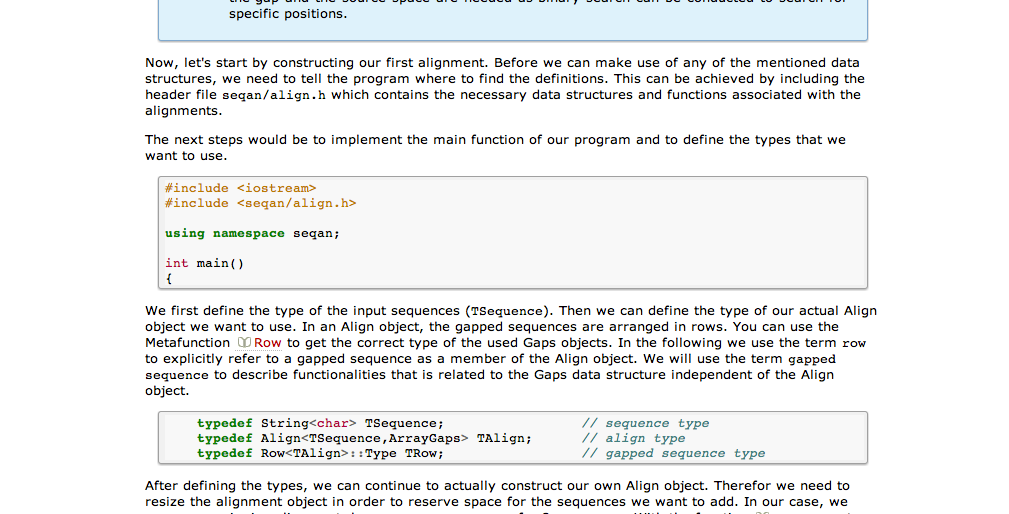 specific positions.
Now, let's start by constructing our first alignment. Before we can make use of any of the mentioned data
structures, we need to tell the program where to find the definitions. This can be achieved by including the
header file seqan/align.h which contains the necessary data structures and functions associated with the
alignments.
The next steps would be to implement the main function of our program and to define the types that we
want to use.
#include <iostream>
#include <seqan/align.h>
using namespace seqan;
int main()
{
We first define the type of the input sequences (TSequence). Then we can define the type of our actual Align
object we want to use. In an Align object, the gapped sequences are arranged in rows. You can use the
Metafunction Row to get the correct type of the used Gaps objects. In the following we use the term row
to explicitly refer to a gapped sequence as a member of the Align object. We will use the term gapped
sequence to describe functionalities that is related to the Gaps data structure independent of the Align
object.
typedef String<char> TSequence; // sequence type
typedef Align<TSequence,ArrayGaps> TAlign; // align type
typedef Row<TAlign>::Type TRow; // gapped sequence type
After defining the types, we can continue to actually construct our own Align object. Therefor we need to
resize the alignment object in order to reserve space for the sequences we want to add. In our case, we